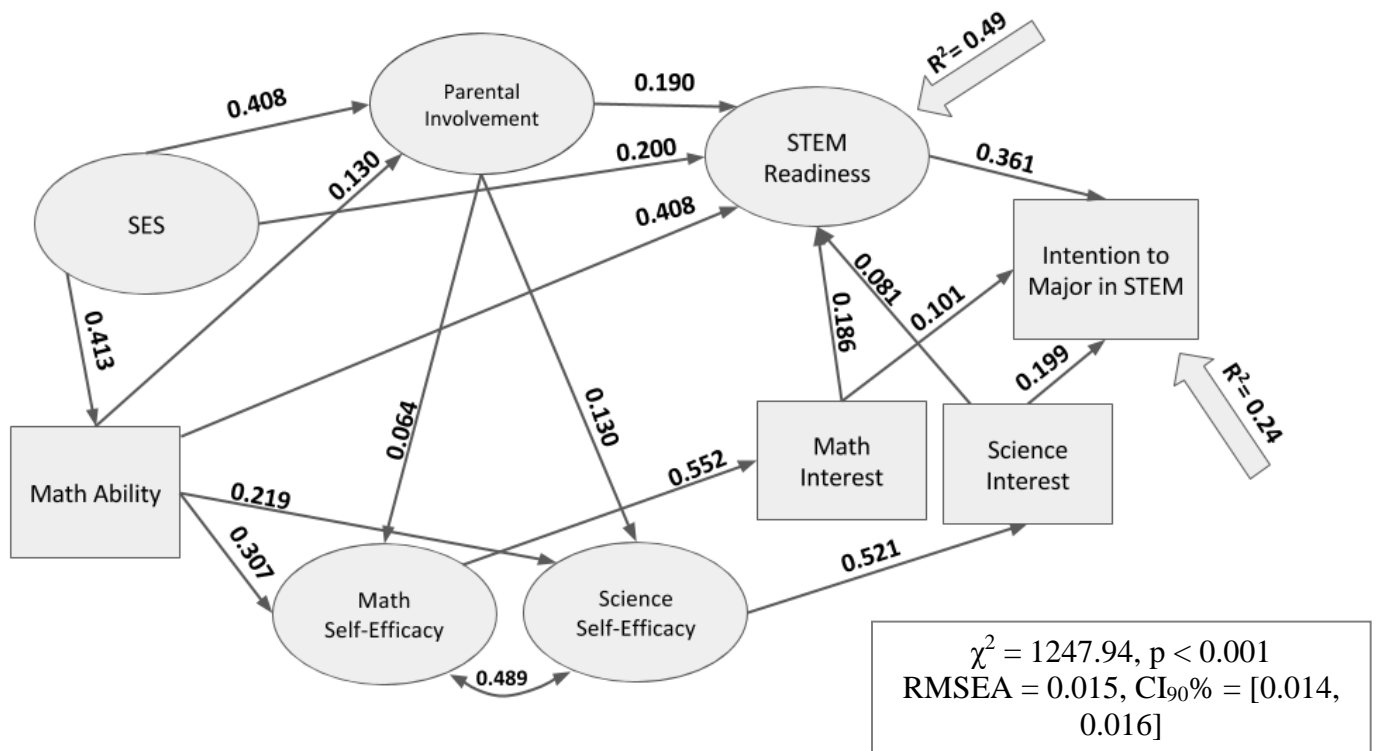 R²= 0.49
0.408
Parental
Involvement
0.190
STEM
Readiness
0.361
0.130
0.200
SES
0.408
Intention to
Major in STEM
0.081
0.101
0.186
0.413
0.199
R²= 0.24
0.064
0.130
Math
Interest
Science
Interest
0.552
Math Ability
0.219
0.307
0.521
Math
Self-Efficacy
Science
Self-Efficacy
0.489
χ² = 1247.94, p < 0.001
RMSEA = 0.015, CI₉₀% = [0.014,
0.016]